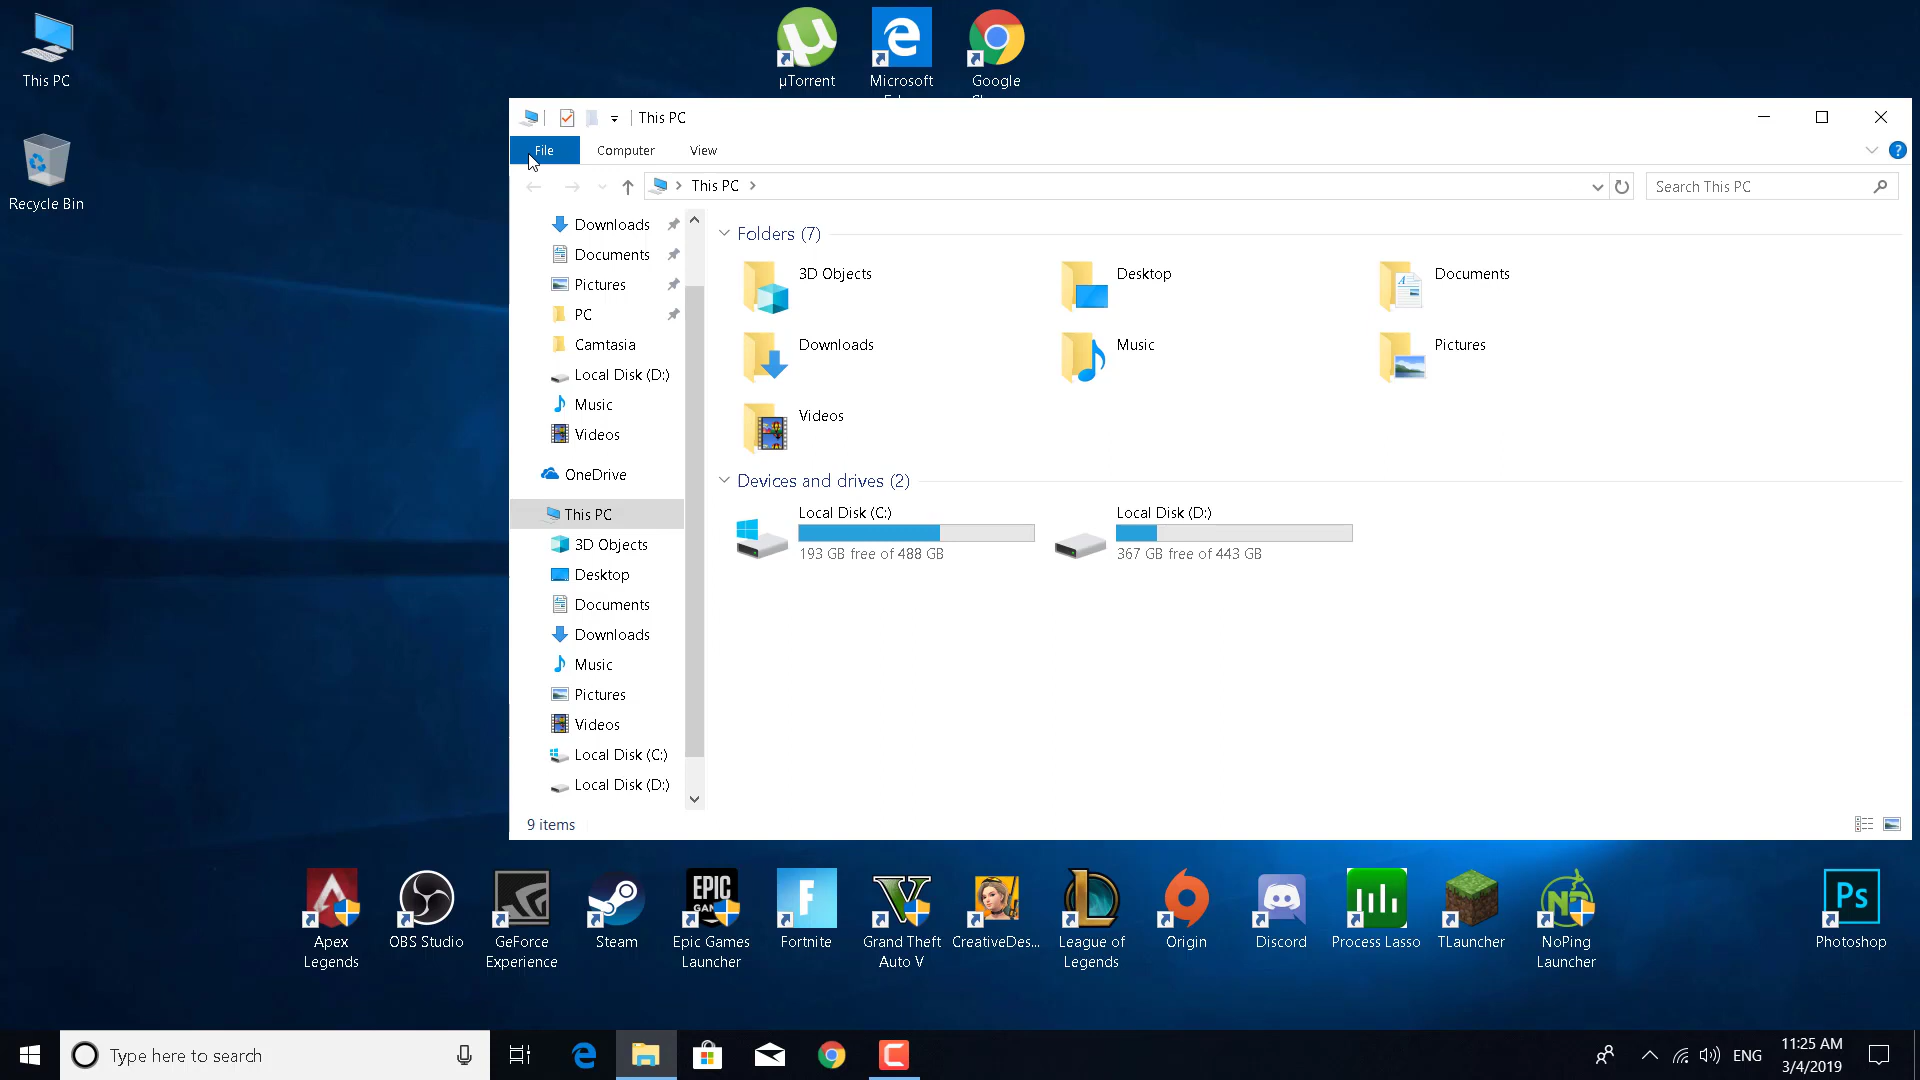 This PC
Recycle Bin
µTorrent
Microsoft
Google
This PC
File
Computer
View
This PC
Search This PC
Downloads
Documents
Pictures
PC
Camtasia
Local Disk (D:)
Music
Videos
OneDrive
This PC
3D Objects
Desktop
Documents
Downloads
Music
Pictures
Videos
Local Disk (C:)
Local Disk (D:)
Folders (7)
3D Objects
Desktop
Documents
Downloads
Music
Pictures
Videos
Devices and drives (2)
Local Disk (C:)
193 GB free of 488 GB
Local Disk (D:)
367 GB free of 443 GB
9 items
Apex
Legends
OBS Studio
GeForce
Experience
Steam
EPIC
Epic Games
Launcher
F
Fortnite
V
Grand Theft
Auto V
CreativeDes...
League of
Legends
Origin
Discord
Process Lasso
TLauncher
NoPing
Launcher
Ps
Photoshop
Type here to search
ENG
11:25 AM
3/4/2019